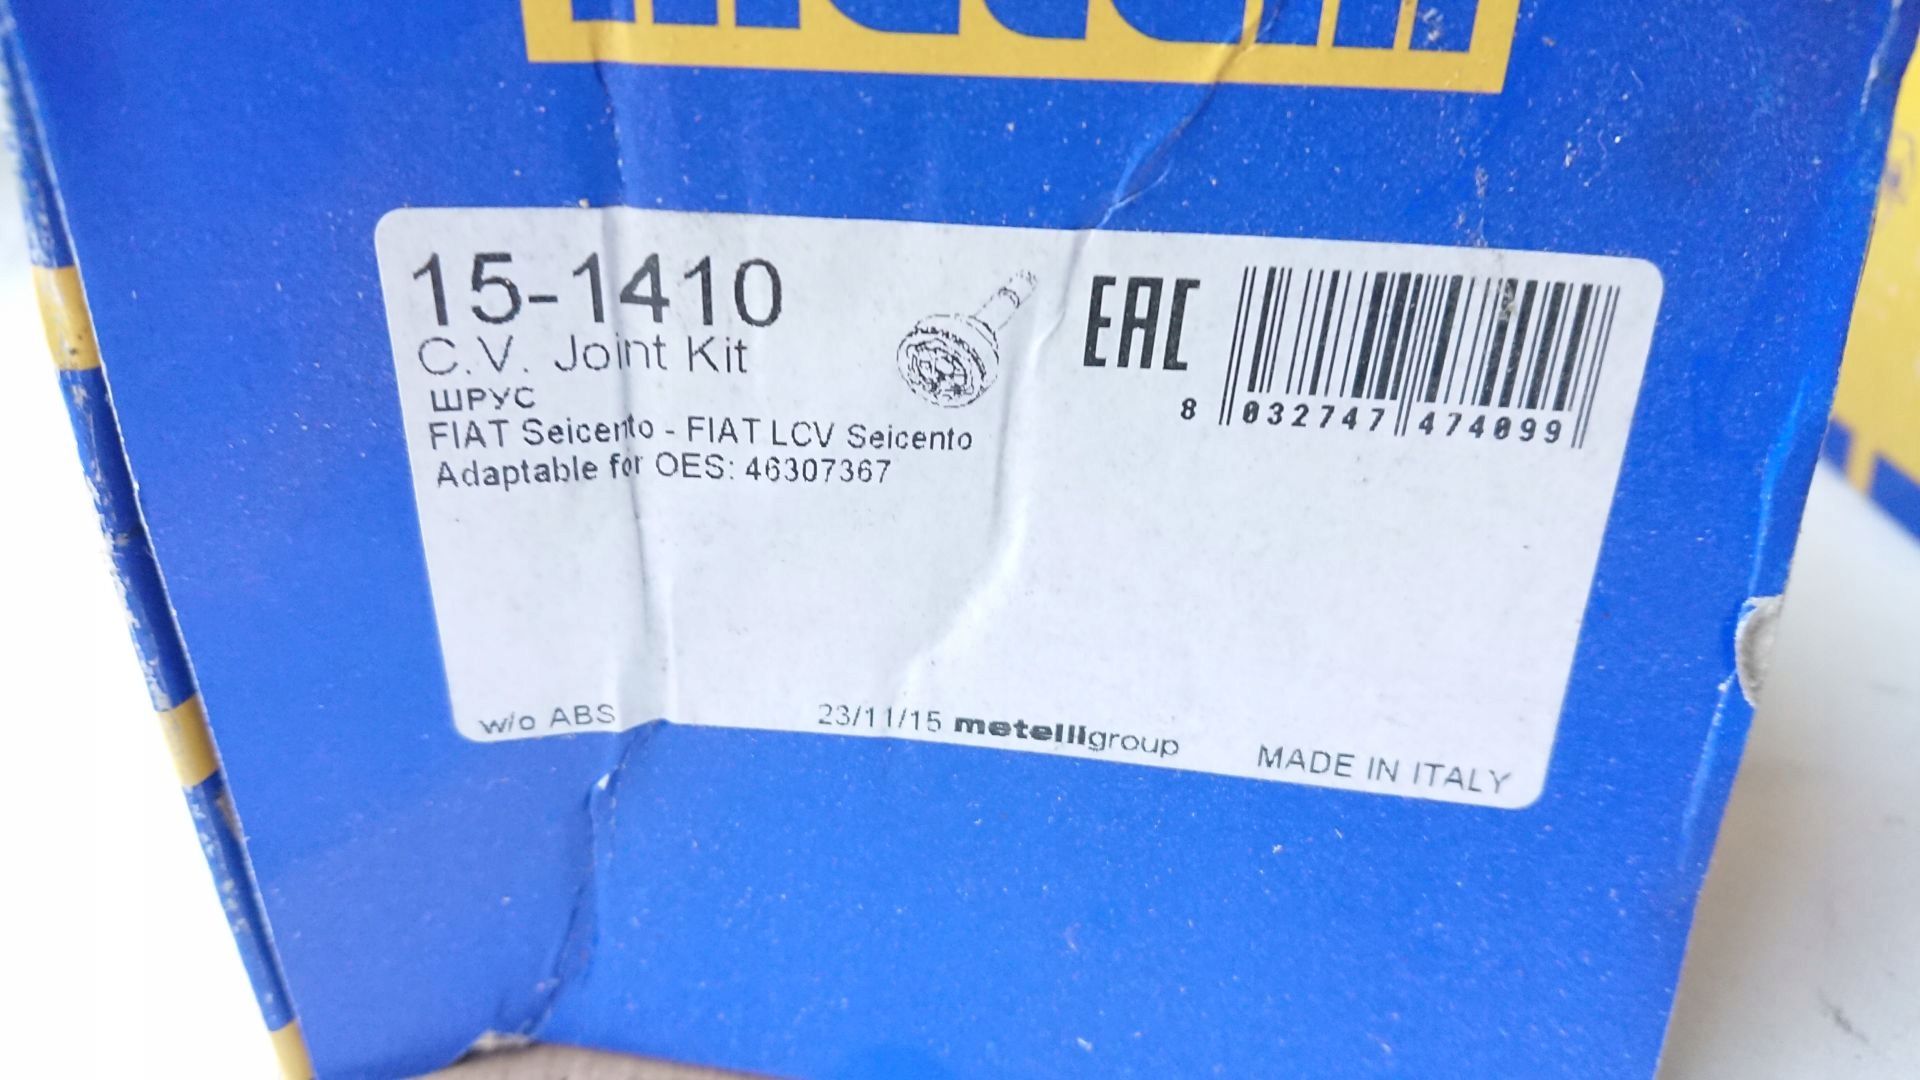 15-1410
C.V. Joint Kit
ШРУС
FIAT Seicento - FIAT LCV Seicento
Adaptable for OES: 46307367
EAC
8 032747 474099
w/o ABS
23/11/15 metelligroup
MADE IN ITALY